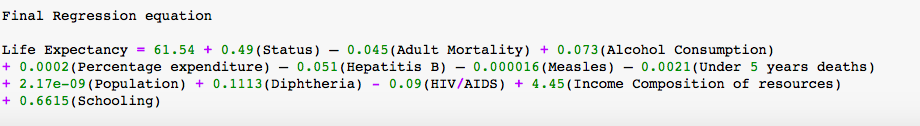 Final Regression equation
Life Expectancy = 61.54 + 0.49(Status) – 0.045(Adult Mortality) + 0.073(Alcohol Consumption)
+ 0.0002(Percentage expenditure) – 0.051(Hepatitis B) – 0.000016(Measles) – 0.0021(Under 5 years deaths)
+ 2.17e-09(Population) + 0.1113(Diphtheria) - 0.09(HIV/AIDS) + 4.45(Income Composition of resources)
+ 0.6615(Schooling)